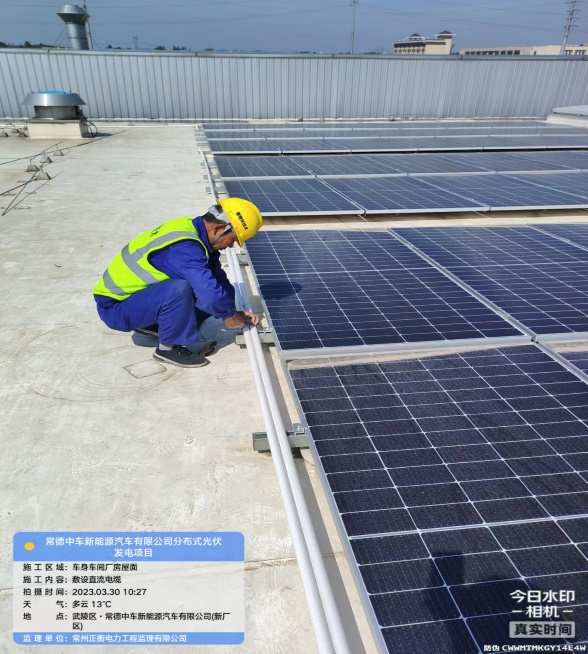 常德中车新能源汽车有限公司分布式光伏
发电项目
施工区域：车身车间厂房屋面
施工内容：敷设直流电缆
拍摄时间：2023.03.30 10:27
天气：多云 13℃
地点：武陵区·常德中车新能源汽车有限公司(新厂
区)
监理单位：常州正衡电力工程监理有限公司
今日水印
相机
真实时间
防伪 CWWMTMKGY14E4W